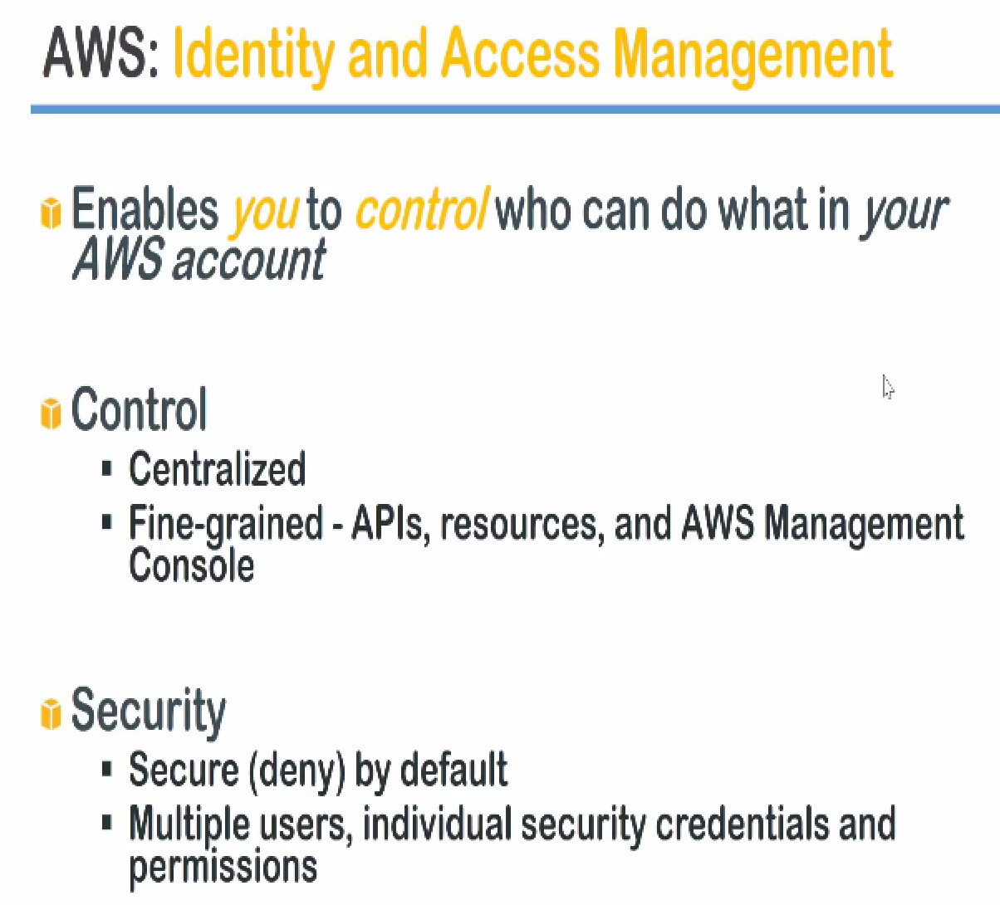 AWS: Identity and Access Management
Enables you to control who can do what in your
AWS account
Control
Centralized
Fine-grained - APIs, resources, and AWS Management
Console
Security
Secure (deny) by default
Multiple users, individual security credentials and
permissions